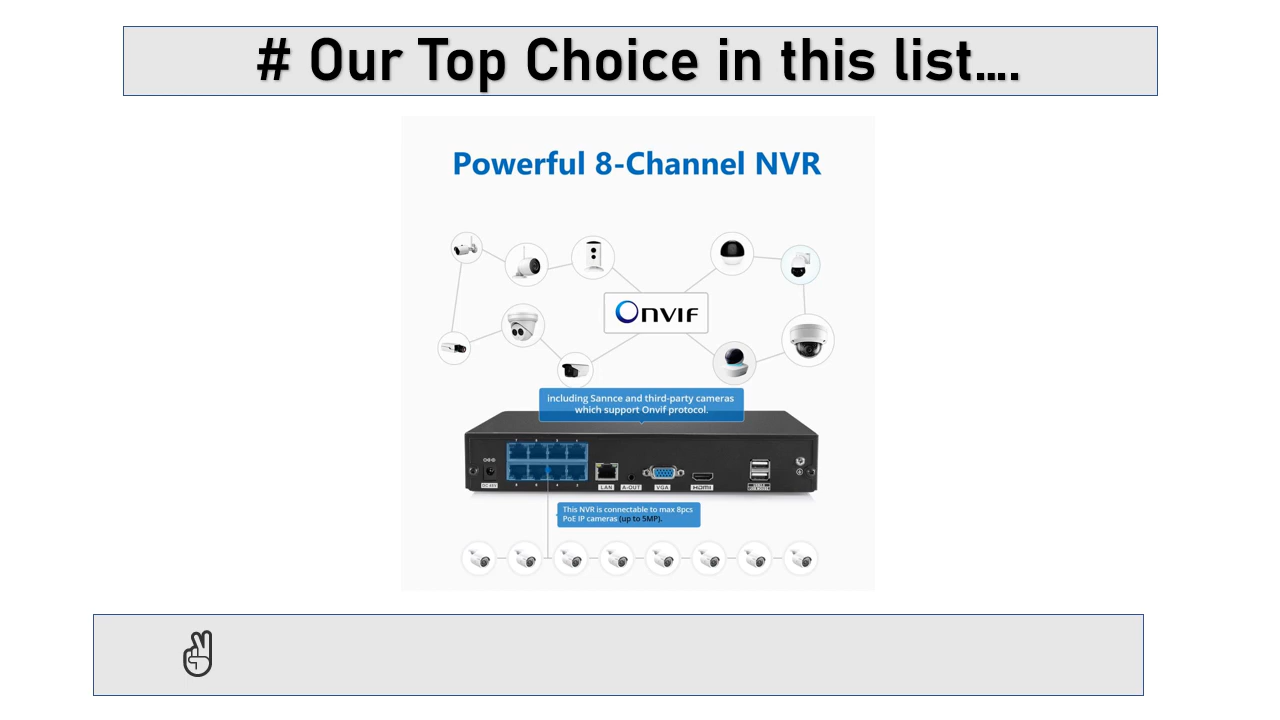 # Our Top Choice in this list....
Powerful 8-Channel NVR
ONVIF
including Sannce and third-party cameras
which support Onvif protocol.
LAN A-OUT VGA HDMI
This NVR is connectable to max 8pcs
PoE IP cameras (up to 5MP).